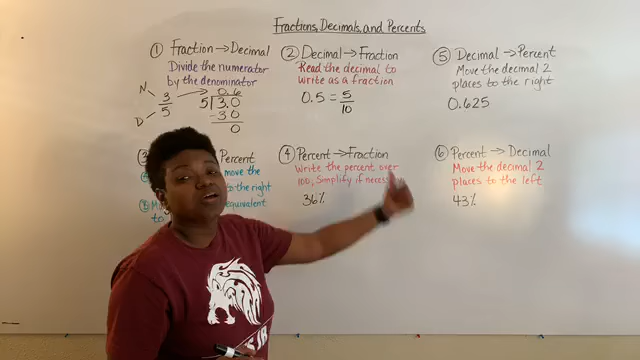 Fractions, Decimals, and Percents
① Fraction → Decimal
Divide the numerator
by the denominator
N
D
3/5
0.6
5 3.0
-30
0
② Decimal → Fraction
Read the decimal to
write as a fraction
0.5 = 5/10
⑤ Decimal → Percent
Move the decimal 2
places to the right
0.625
Percent
move the
to the right
equivalent
to
④ Percent → Fraction
Write the percent over
100, Simplify if
36%
⑥ Percent → Decimal
Move the decimal 2
places to the left
43%